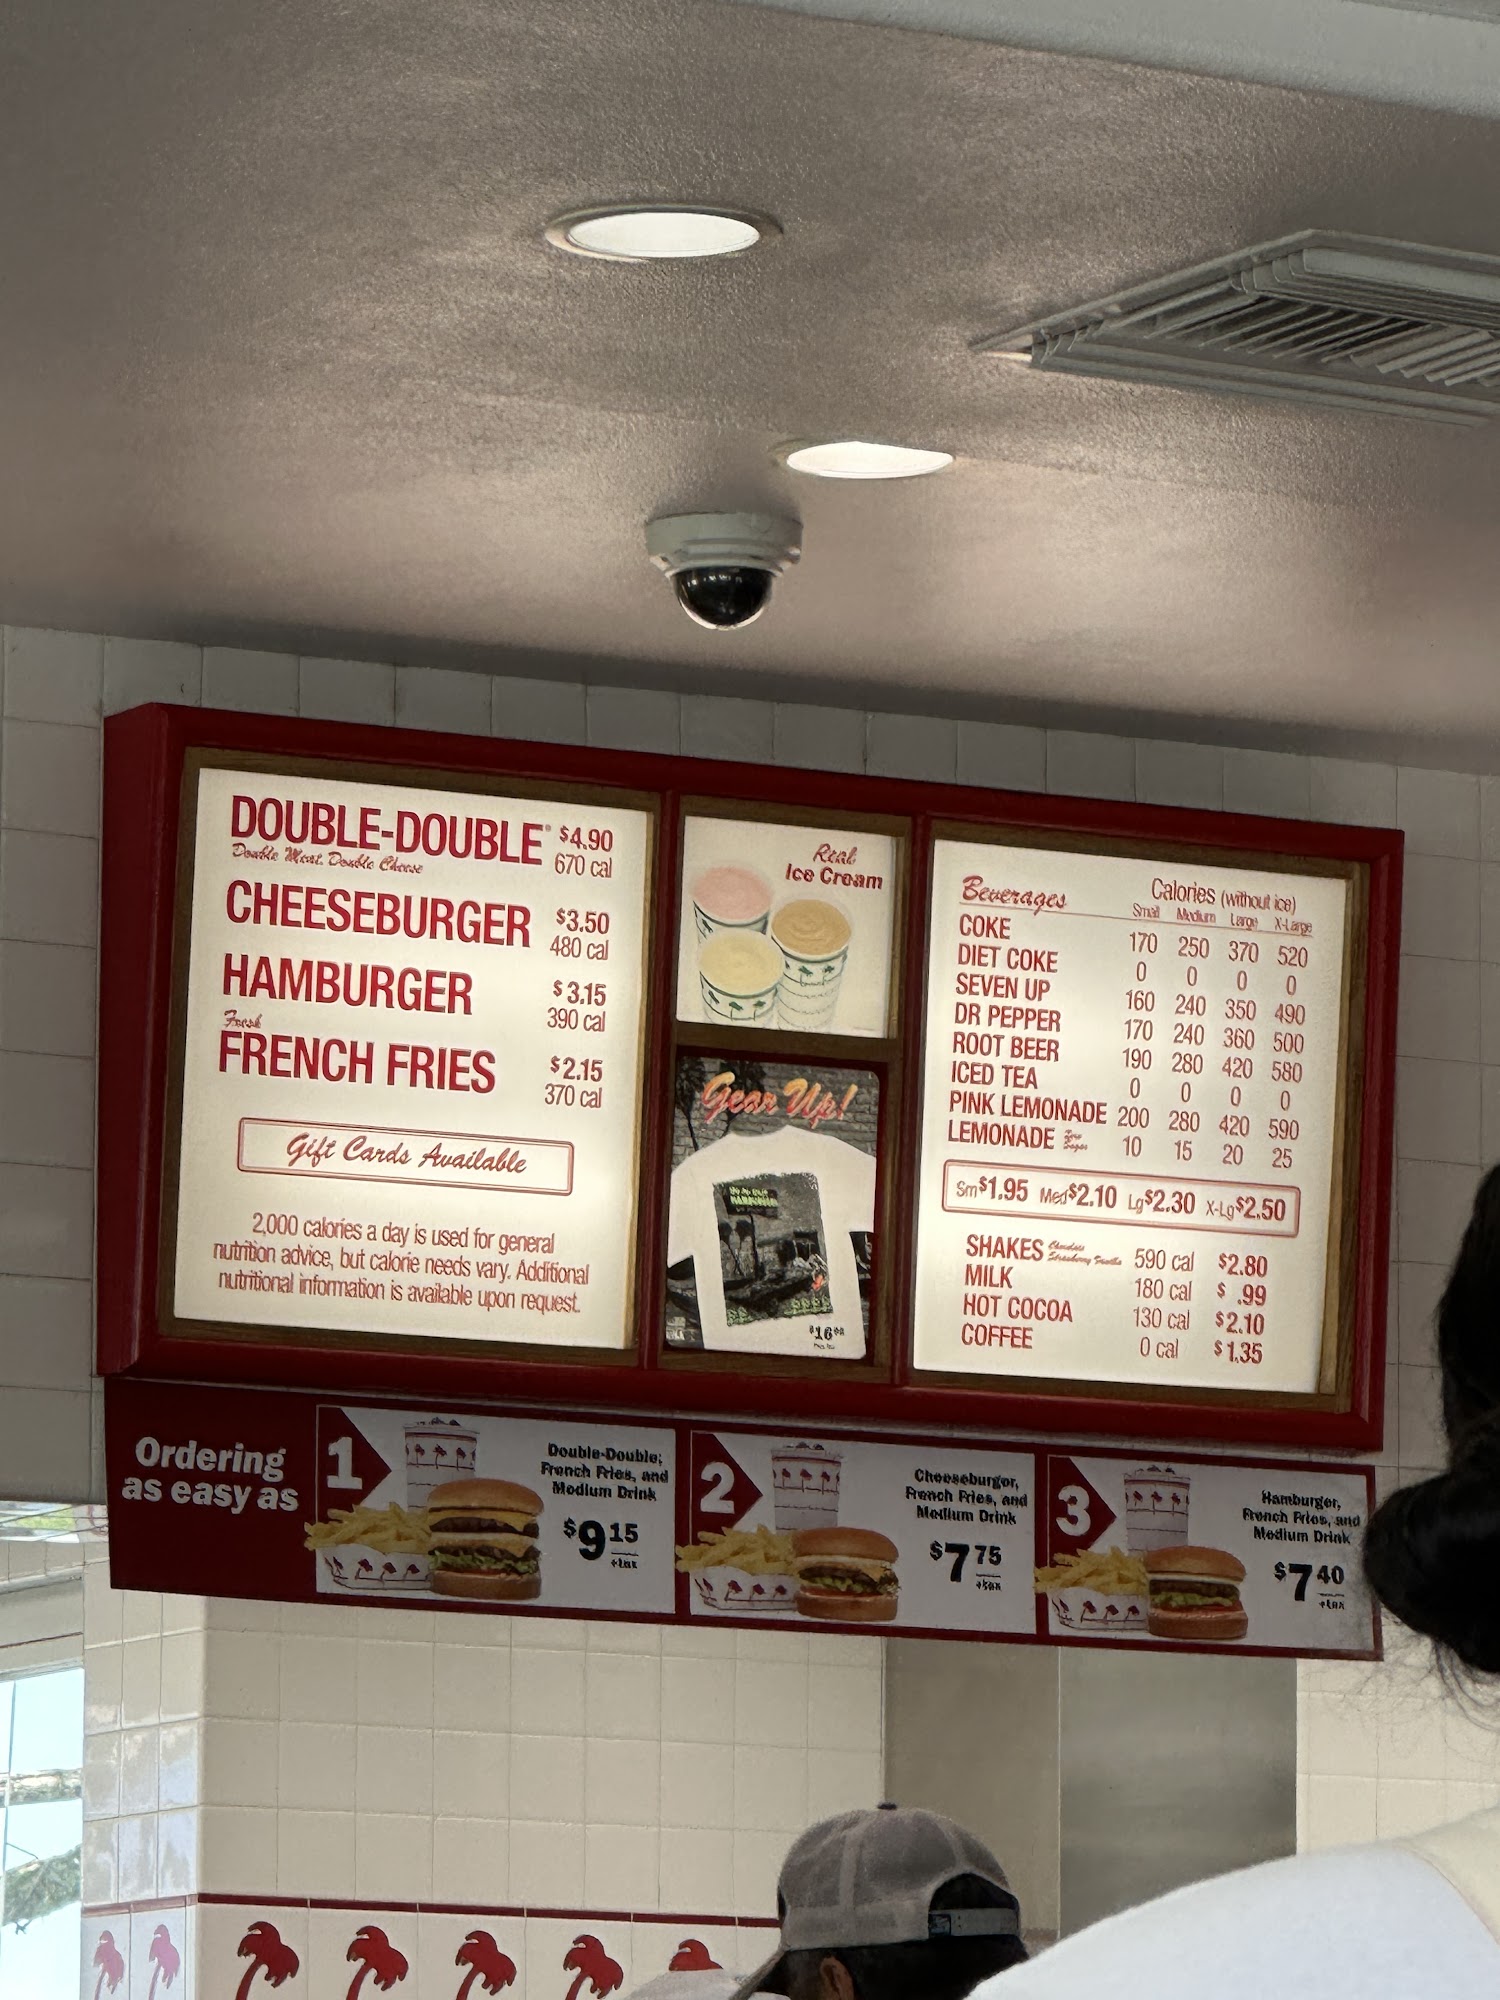 DOUBLE-DOUBLE® $4.90
Double Meat, Double Cheese 670 cal
CHEESEBURGER $3.50
480 cal
HAMBURGER $3.15
390 cal
Fresh
FRENCH FRIES $2.15
370 cal
Gift Cards Available
2,000 calories a day is used for general
nutrition advice, but calorie needs vary. Additional
nutritional information is available upon request.
Real
Ice Cream
Gear Up!
$16
Beverages Calories (without ice)
Small Medium Large X-Large
COKE 170 250 370 520
DIET COKE 0 0 0 0
SEVEN UP 160 240 350 490
DR PEPPER 170 240 360 500
ROOT BEER 190 280 420 580
ICED TEA 0 0 0 0
PINK LEMONADE 200 280 420 590
LEMONADE Zero Sugar 10 15 20 25
Sm $1.95 Med $2.10 Lg $2.30 X-Lg $2.50
SHAKES Chocolate Strawberry Vanilla 590 cal $2.80
MILK 180 cal $ .99
HOT COCOA 130 cal $2.10
COFFEE 0 cal $1.35
Ordering
as easy as
1
Double-Double,
French Fries, and
Medium Drink
$9.15
+tax
2
Cheeseburger,
French Fries, and
Medium Drink
$7.75
+tax
3
Hamburger,
French Fries, and
Medium Drink
$7.40
+tax